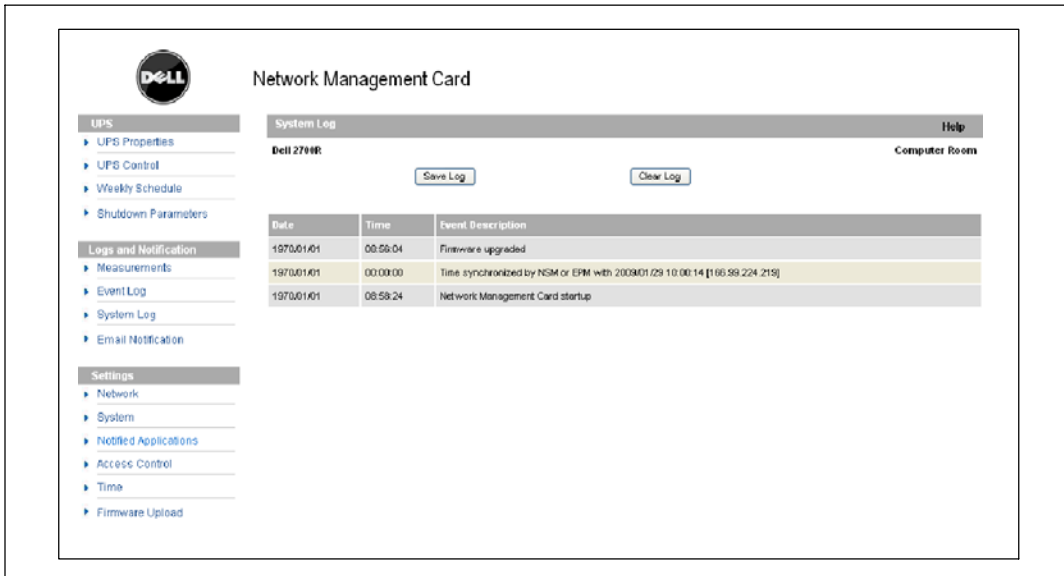 DELL
Network Management Card
UPS
UPS Properties
UPS Control
Weekly Schedule
Shutdown Parameters
Logs and Notification
Measurements
Event Log
System Log
Email Notification
Settings
Network
System
Notified Applications
Access Control
Time
Firmware Upload
System Log Help
Dell 2700R Computer Room
Save Log Clear Log
Date Time Event Description
1970/01/01 08:58:04 Firmware upgraded
1970/01/01 00:00:00 Time synchronized by NSM or EPM with 2009/01/29 10:00:14 [166.99.224.219]
1970/01/01 08:58:24 Network Management Card startup